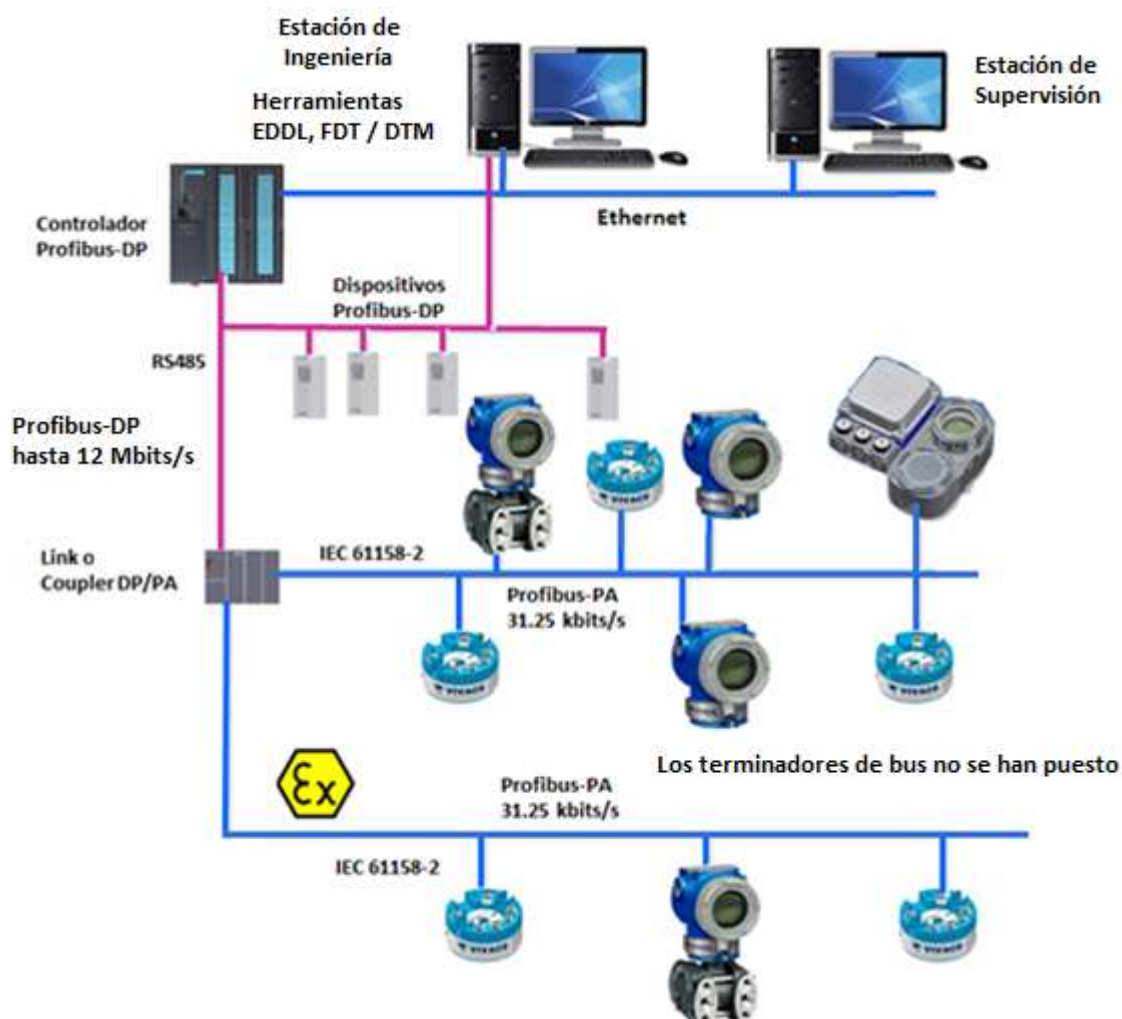 Estación de
Ingeniería
Herramientas
EDDL, FDT / DTM
Estación de
Supervisión
Ethernet
Controlador
Profibus-DP
Dispositivos
Profibus-DP
RS485
Profibus-DP
hasta 12 Mbits/s
Link o
Coupler DP/PA
IEC 61158-2
Profibus-PA
31.25 kbits/s
Los terminadores de bus no se han puesto
Ex
Profibus-PA
31.25 kbits/s
IEC 61158-2